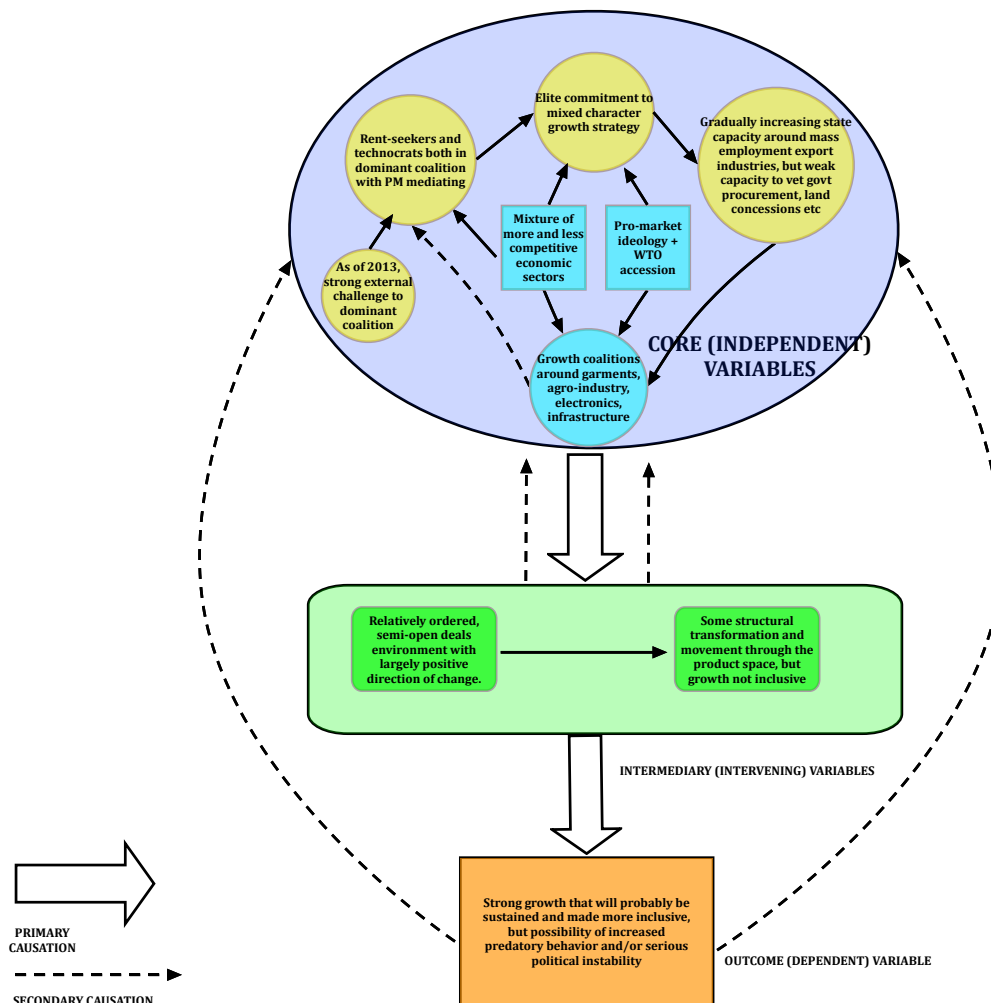 Elite commitment to
mixed character
growth strategy
Rent-seekers and
technocrats both in
dominant coalition
with PM mediating
Gradually increasing state
capacity around mass
employment export
industries, but weak
capacity to vet govt
procurement, land
concessions etc
Mixture of
more and less
competitive
economic
sectors
Pro-market
ideology +
WTO
accession
As of 2013,
strong external
challenge to
dominant
coalition
CORE (INDEPENDENT)
VARIABLES
Growth coalitions
around garments,
agro-industry,
electronics,
infrastructure
Relatively ordered,
semi-open deals
environment with
largely positive
direction of change.
Some structural
transformation and
movement through the
product space, but
growth not inclusive
INTERMEDIARY (INTERVENING) VARIABLES
Strong growth that will probably be
sustained and made more inclusive,
but possibility of increased
predatory behavior and/or serious
political instability
OUTCOME (DEPENDENT) VARIABLE
PRIMARY
CAUSATION
SECONDARY CAUSATION